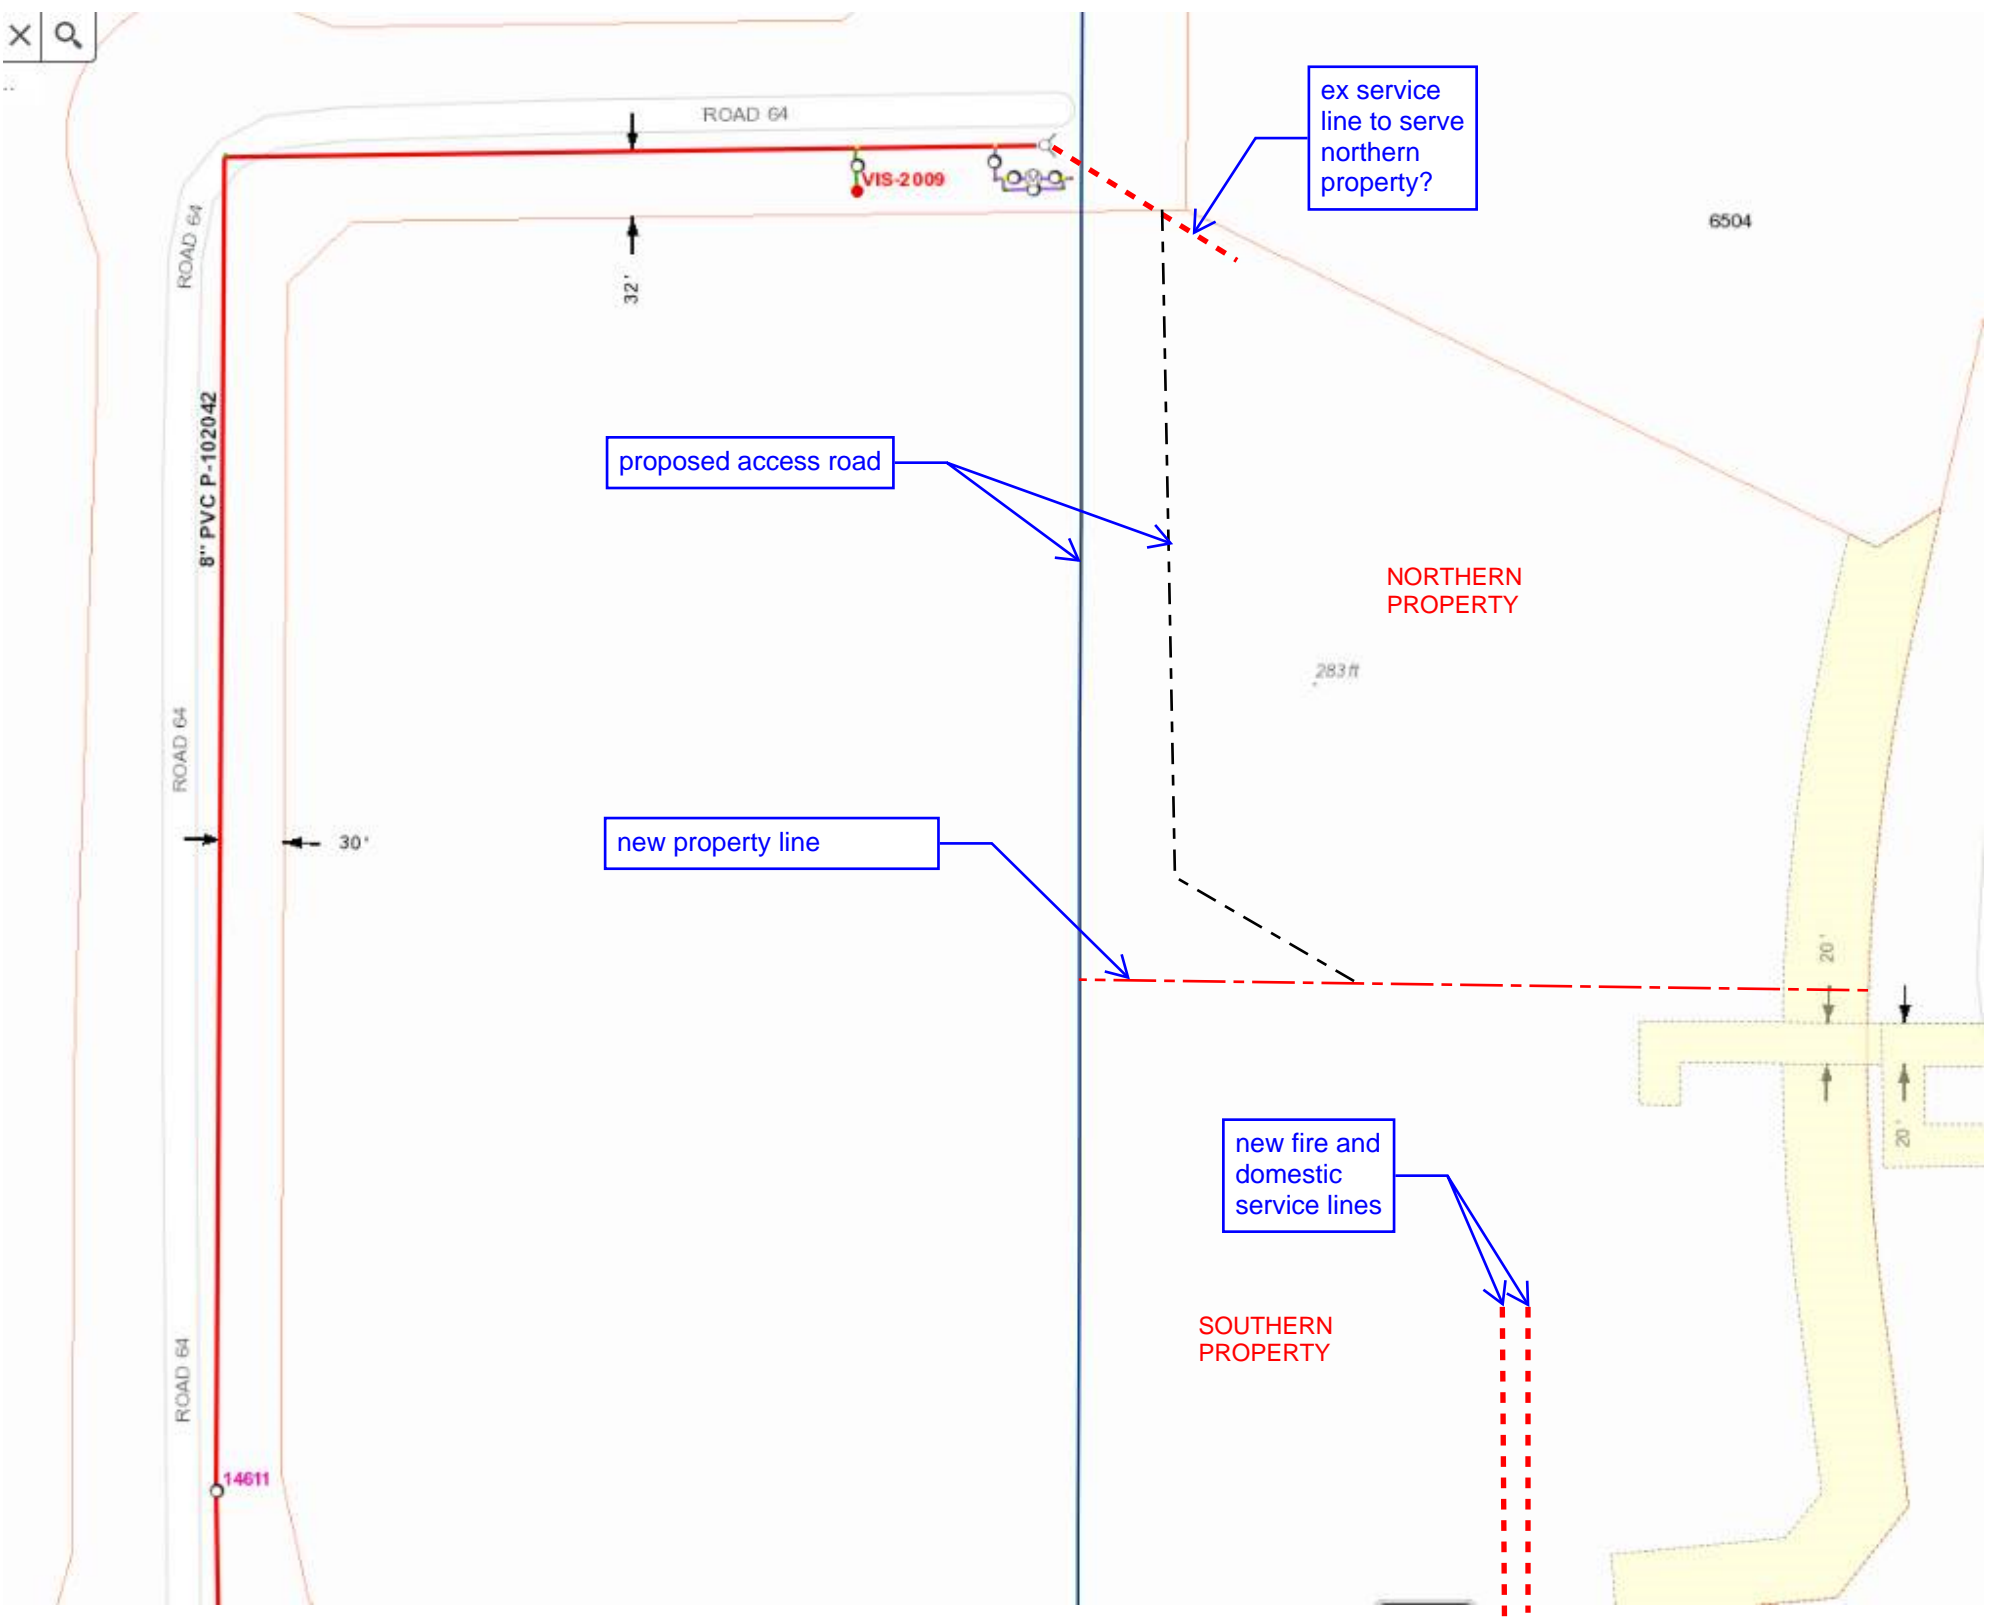 ROAD 64
ex service
line to serve
northern
property?
VIS-2009
6504
ROAD 64
32'
8" PVC P-102042
proposed access road
NORTHERN
PROPERTY
283 ft
ROAD 64
new property line
30'
20'
20'
new fire and
domestic
service lines
SOUTHERN
PROPERTY
ROAD 64
14611